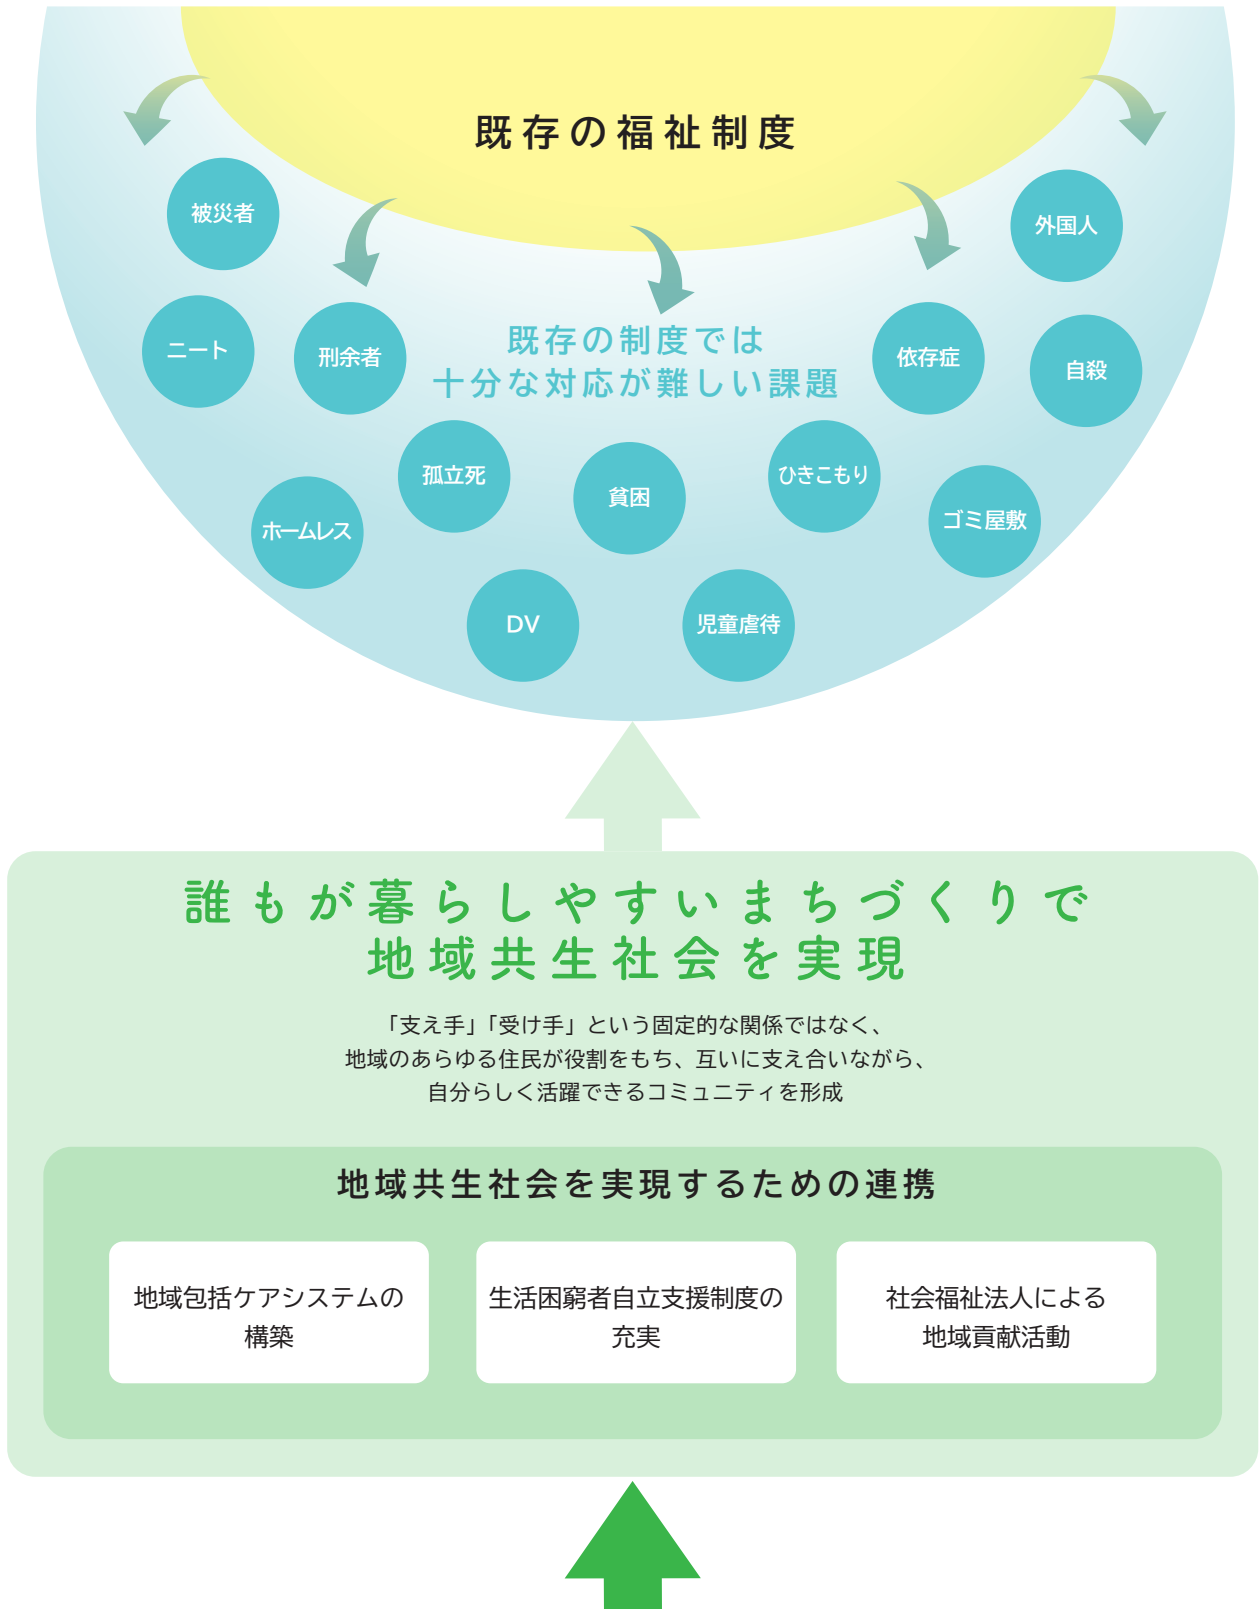 既存の福祉制度
被災者
外国人
ニート
刑余者
既存の制度では
十分な対応が難しい課題
依存症
自殺
孤立死
貧困
ひきこもり
ホームレス
ゴミ屋敷
DV
児童虐待
誰もが暮らしやすいまちづくりで
地域共生社会を実現
「支え手」「受け手」という固定的な関係ではなく、
地域のあらゆる住民が役割をもち、互いに支え合いながら、
自分らしく活躍できるコミュニティを形成
地域共生社会を実現するための連携
地域包括ケアシステムの
構築
生活困窮者自立支援制度の
充実
社会福祉法人による
地域貢献活動